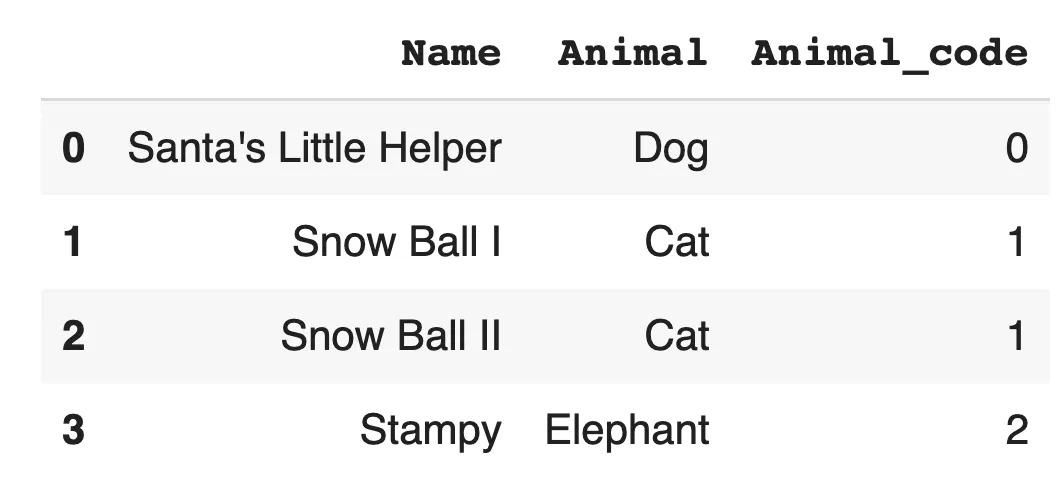 Name Animal Animal_code
0 Santa's Little Helper Dog 0
1 Snow Ball I Cat 1
2 Snow Ball II Cat 1
3 Stampy Elephant 2